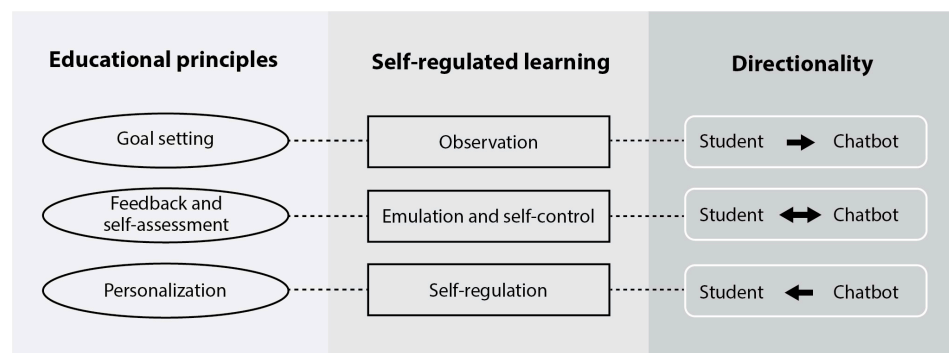 Educational principles
Self-regulated learning
Directionality
Goal setting
Observation
Student
Chatbot
Feedback and
self-assessment
Emulation and self-control
Student
Chatbot
Personalization
Self-regulation
Student
Chatbot